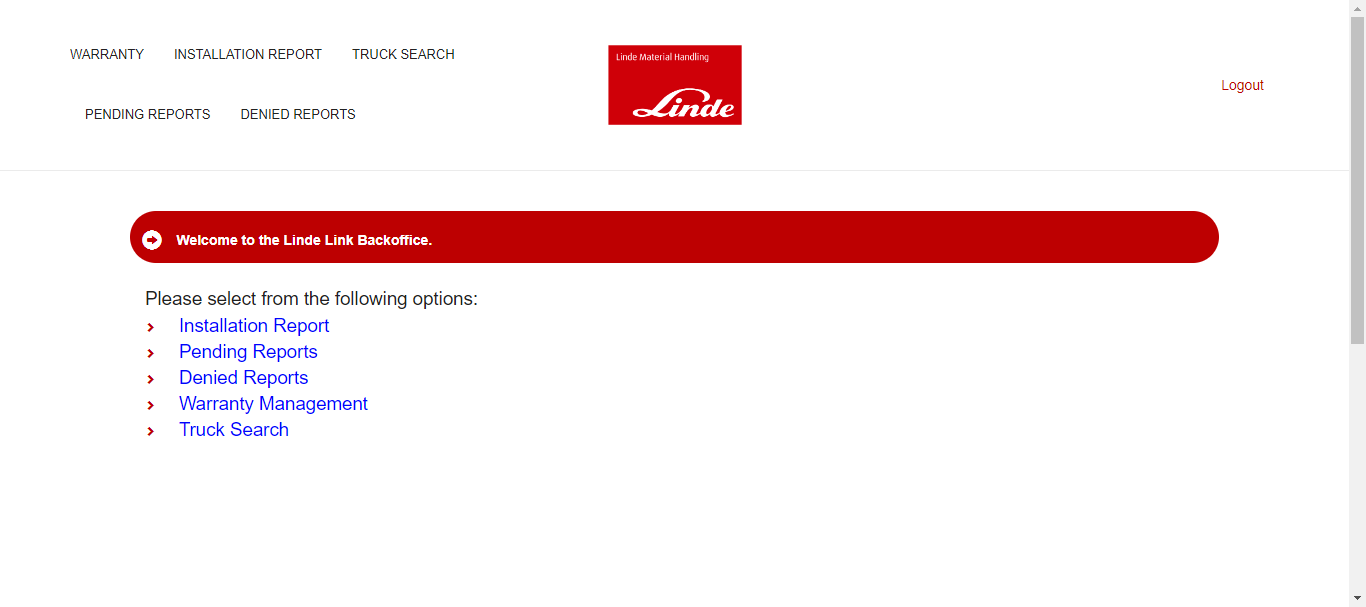 WARRANTY INSTALLATION REPORT TRUCK SEARCH
PENDING REPORTS DENIED REPORTS
Linde Material Handling
Linde
Logout
Welcome to the Linde Link Backoffice.
Please select from the following options:
Installation Report
Pending Reports
Denied Reports
Warranty Management
Truck Search